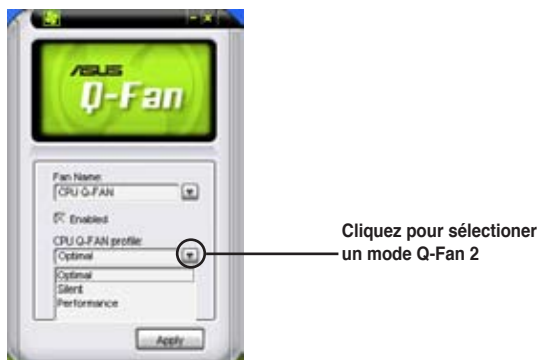 ASUS
Q-Fan
Fan Name:
CPU Q-FAN
Enabled
CPU Q-FAN profile:
Optimal
Optimal
Silent
Performance
Apply
Cliquez pour sélectioner
un mode Q-Fan 2